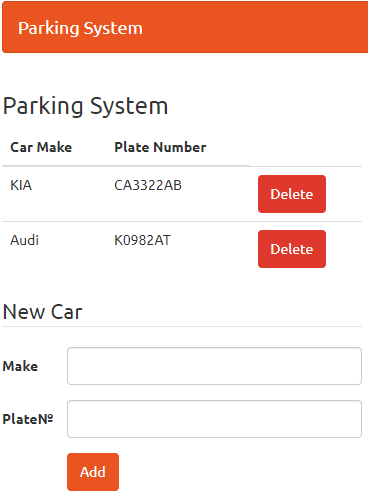 Parking System
Parking System
Car Make Plate Number
KIA CA3322AB Delete
Audi K0982AT Delete
New Car
Make
Plate№
Add